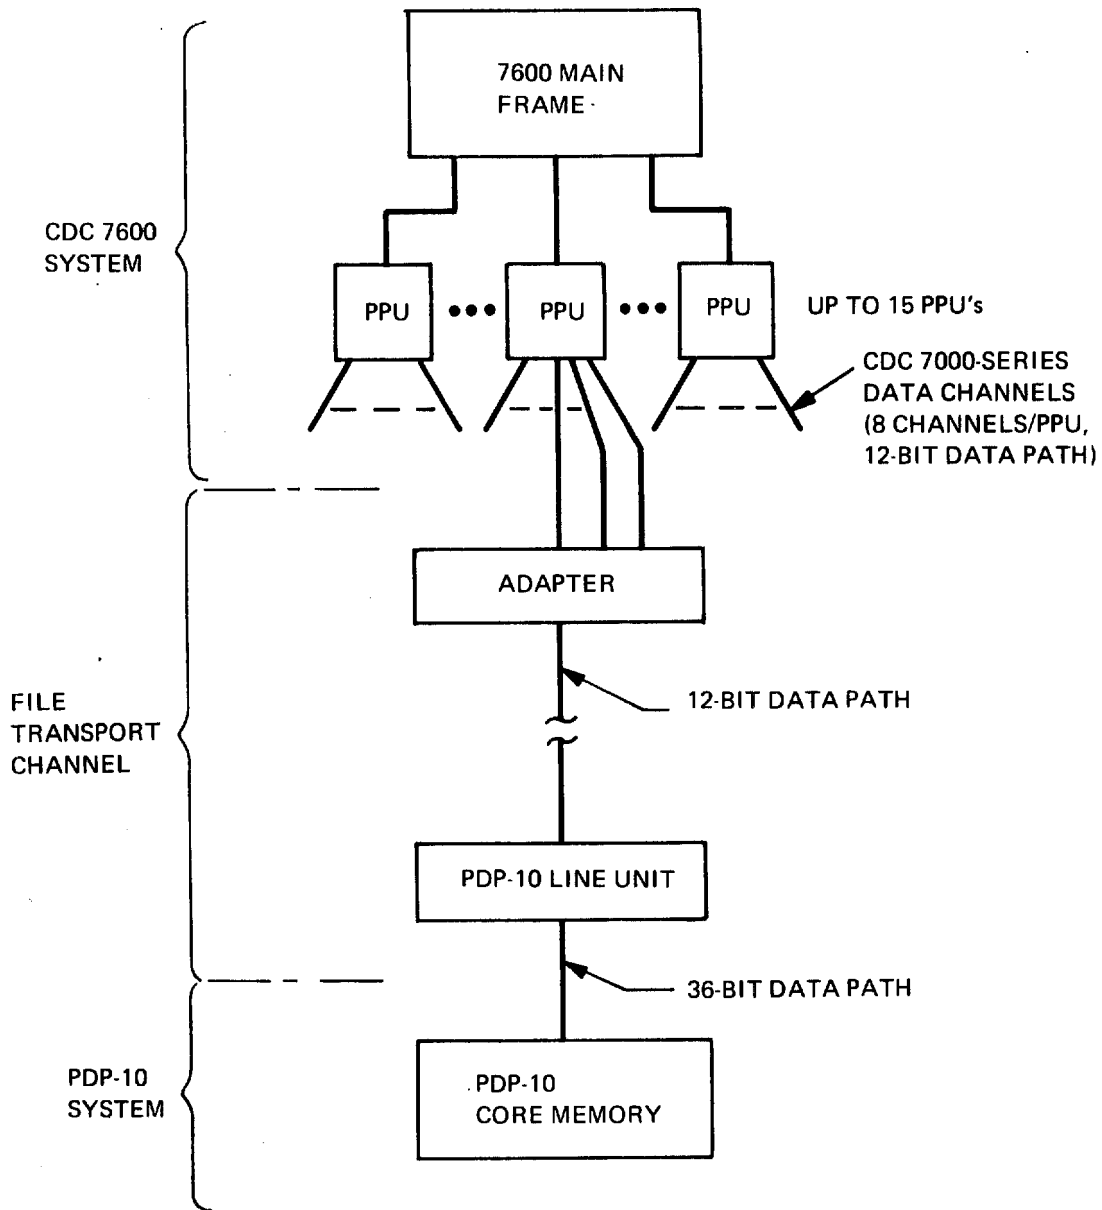 7600 MAIN
FRAME
CDC 7600
SYSTEM
PPU
PPU
PPU
UP TO 15 PPU's
CDC 7000-SERIES
DATA CHANNELS
(8 CHANNELS/PPU,
12-BIT DATA PATH)
ADAPTER
12-BIT DATA PATH
FILE
TRANSPORT
CHANNEL
PDP-10 LINE UNIT
36-BIT DATA PATH
PDP-10
SYSTEM
PDP-10
CORE MEMORY